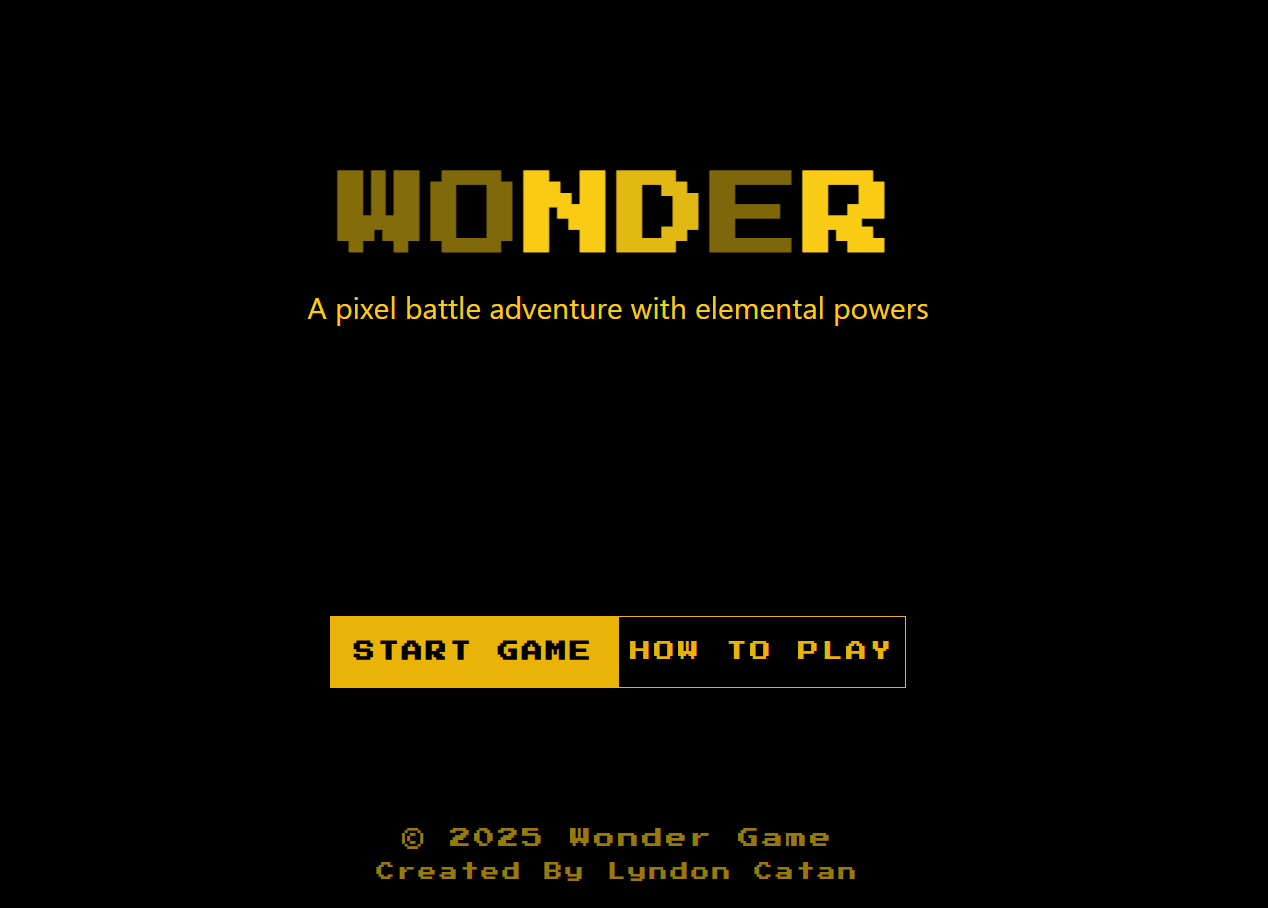 WONDER
A pixel battle adventure with elemental powers
START GAME HOW TO PLAY
© 2025 Wonder Game
Created By Lyndon Catan